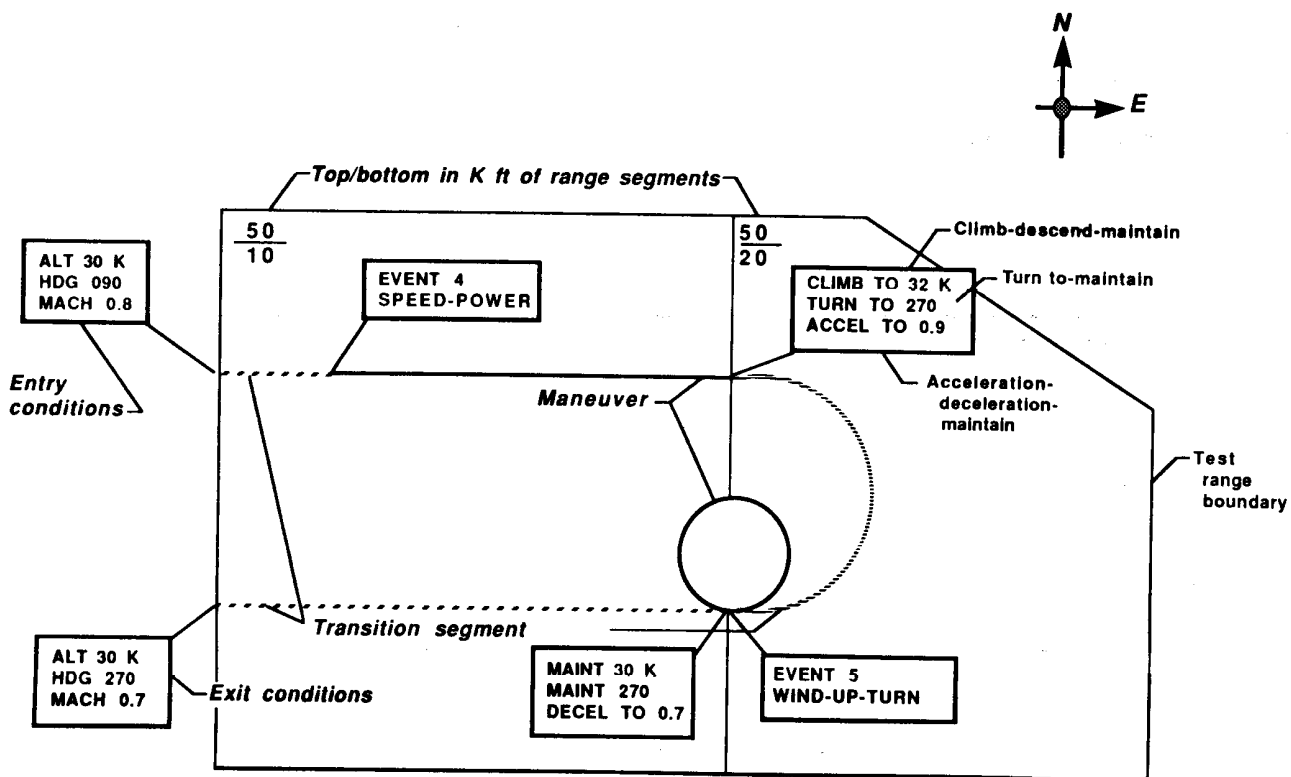 N
E
Top/bottom in K ft of range segments
50
10
50
20
Climb-descend-maintain
ALT 30 K
HDG 090
MACH 0.8
EVENT 4
SPEED-POWER
CLIMB TO 32 K
TURN TO 270
ACCEL TO 0.9
Turn to-maintain
Entry
conditions
Maneuver
Acceleration-
deceleration-
maintain
Test
range
boundary
Transition segment
ALT 30 K
HDG 270
MACH 0.7
Exit conditions
MAINT 30 K
MAINT 270
DECEL TO 0.7
EVENT 5
WIND-UP-TURN